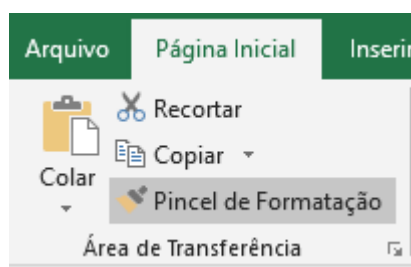 Arquivo Página Inicial Inserir
Recortar
Copiar
Colar
Pincel de Formatação
Área de Transferência